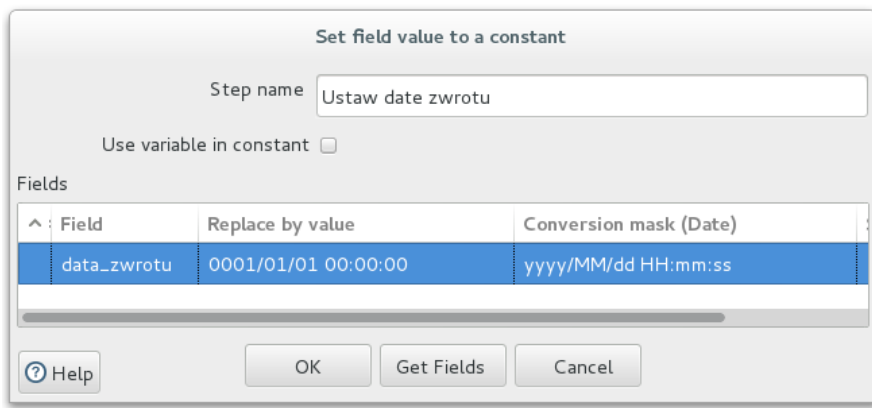 Set field value to a constant
Step name Ustaw date zwrotu
Use variable in constant
Fields
Field Replace by value Conversion mask (Date)
data_zwrotu 0001/01/01 00:00:00 yyyy/MM/dd HH:mm:ss
Help OK Get Fields Cancel